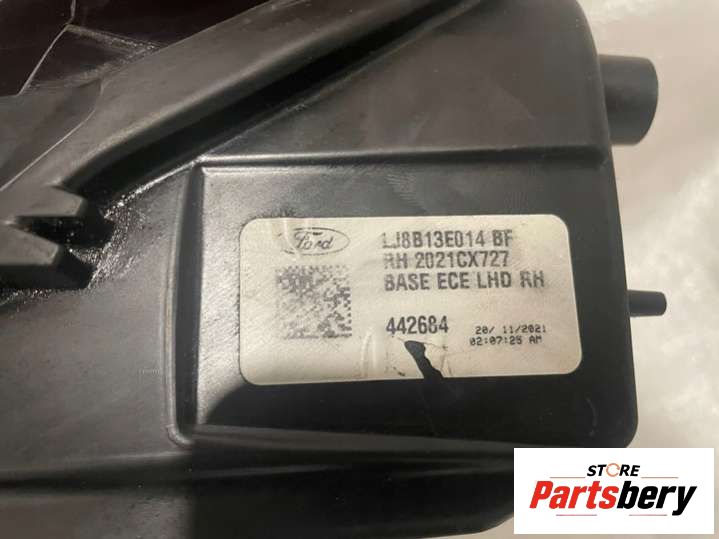 Ford
LJ8B13E014 BF
RH 2021CX727
BASE ECE LHD RH
442684
20/ 11/2021
02:07:25 AM
STORE
Partsbery